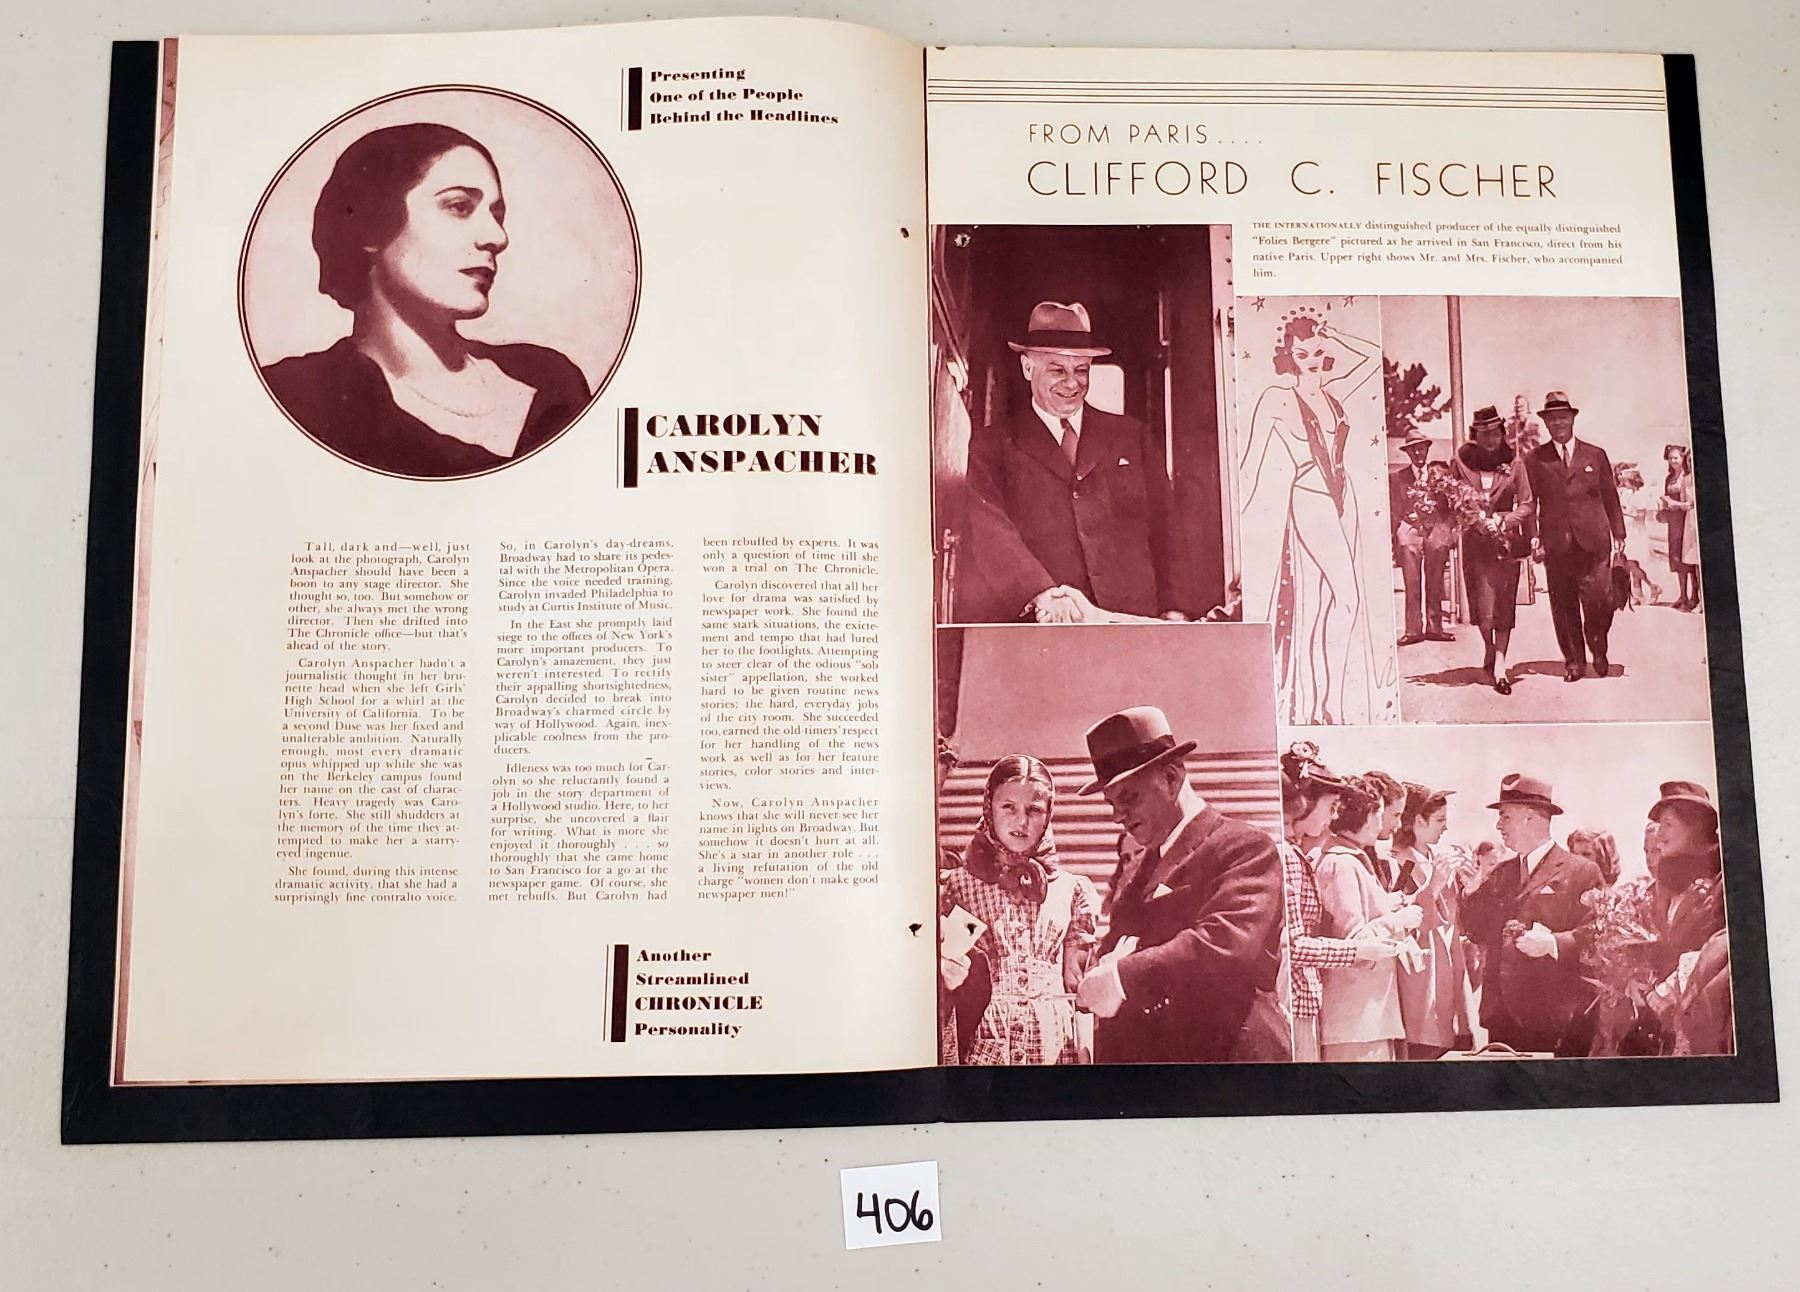 Presenting
One of the People
Behind the Headlines
CAROLYN
ANSPACHER
Tall, dark and—well, just
look at the photograph, Carolyn
Anspacher should have been a
boon to any stage director. She
thought so, too. But somehow or
other, she always met the wrong
director. Then she drifted into
The Chronicle office—but that's
ahead of the story.
Carolyn Anspacher hadn't a
journalistic thought in her bru-
nette head when she left Girls'
High School for a whirl at the
University of California. To be
a second Duse was her fixed and
unalterable ambition. Naturally
enough, most every dramatic
opus whipped up while she was
on the Berkeley campus found
her name on the cast of charac-
ters. Heavy tragedy was Caro-
lyn's forte. She still shudders at
the memory of the time they at-
tempted to make her a starry-
eyed ingenue.
She found, during this intense
dramatic activity, that she had a
surprisingly fine contralto voice.
So, in Carolyn's day-dreams,
Broadway had to share its pedes-
tal with the Metropolitan Opera.
Since the voice needed training,
Carolyn invaded Philadelphia to
study at Curtis Institute of Music.
In the East she promptly laid
siege to the offices of New York's
more important producers. To
Carolyn's amazement, they just
weren't interested. To rectify
their appalling shortsightedness,
Carolyn decided to break into
Broadway's charmed circle by
way of Hollywood. Again, inex-
plicable coolness from the pro-
ducers.
Idleness was too much for Car-
olyn so she reluctantly found a
job in the story department of
a Hollywood studio. Here, to her
surprise, she uncovered a flair
for writing. What is more she
enjoyed it thoroughly . . . so
thoroughly that she came home
to San Francisco for a go at the
newspaper game. Of course, she
met rebuffs. But Carolyn had
been rebuffed by experts. It was
only a question of time till she
won a trial on The Chronicle.
Carolyn discovered that all her
love for drama was satisfied by
newspaper work. She found the
same stark situations, the exicte-
ment and tempo that had lured
her to the footlights. Attempting
to steer clear of the odious "sob
sister" appellation, she worked
hard to be given routine news
stories; the hard, everyday jobs
of the city room. She succeeded
too, earned the old-timers' respect
for her handling of the news
work as well as for her feature
stories, color stories and inter-
views.
Now, Carolyn Anspacher
knows that she will never see her
name in lights on Broadway. But
somehow it doesn't hurt at all.
She's a star in another role . . .
a living refutation of the old
charge "women don't make good
newspaper men!"
Another
Streamlined
CHRONICLE
Personality
FROM PARIS....
CLIFFORD C. FISCHER
THE INTERNATIONALLY distinguished producer of the equally distinguished
"Folies Bergere" pictured as he arrived in San Francisco, direct from his
native Paris. Upper right shows Mr. and Mrs. Fischer, who accompanied
him.
406